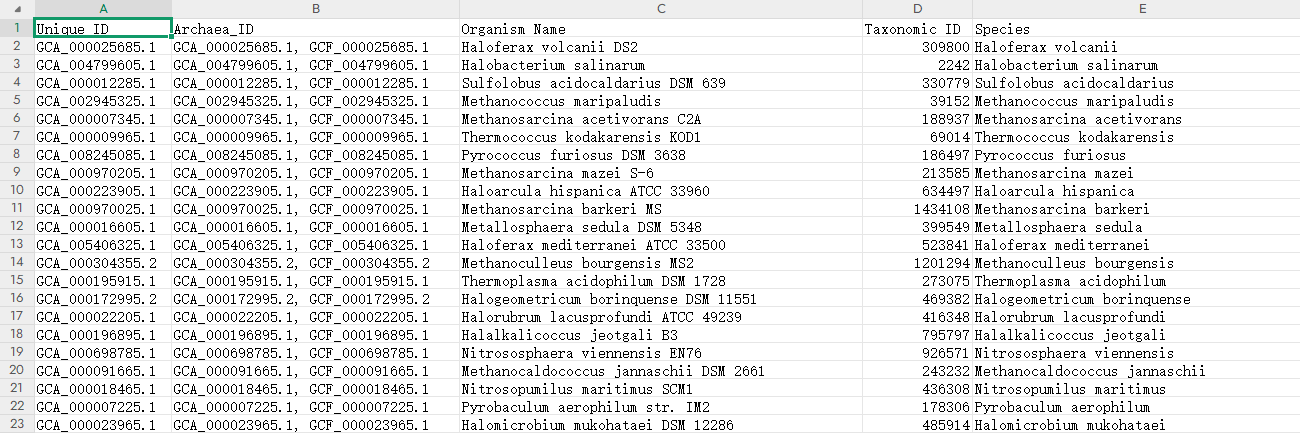 A B C D E
1 Unique ID Archaea_ID Organism Name Taxonomic ID Species
2 GCA_000025685.1 GCA_000025685.1, GCF_000025685.1 Haloferax volcanii DS2 309800 Haloferax volcanii
3 GCA_004799605.1 GCA_004799605.1, GCF_004799605.1 Halobacterium salinarum 2242 Halobacterium salinarum
4 GCA_000012285.1 GCA_000012285.1, GCF_000012285.1 Sulfolobus acidocaldarius DSM 639 330779 Sulfolobus acidocaldarius
5 GCA_002945325.1 GCA_002945325.1, GCF_002945325.1 Methanococcus maripaludis 39152 Methanococcus maripaludis
6 GCA_000007345.1 GCA_000007345.1, GCF_000007345.1 Methanosarcina acetivorans C2A 188937 Methanosarcina acetivorans
7 GCA_000009965.1 GCA_000009965.1, GCF_000009965.1 Thermococcus kodakarensis KOD1 69014 Thermococcus kodakarensis
8 GCA_008245085.1 GCA_008245085.1, GCF_008245085.1 Pyrococcus furiosus DSM 3638 186497 Pyrococcus furiosus
9 GCA_000970205.1 GCA_000970205.1, GCF_000970205.1 Methanosarcina mazei S-6 213585 Methanosarcina mazei
10 GCA_000223905.1 GCA_000223905.1, GCF_000223905.1 Haloarcula hispanica ATCC 33960 634497 Haloarcula hispanica
11 GCA_000970025.1 GCA_000970025.1, GCF_000970025.1 Methanosarcina barkeri MS 1434108 Methanosarcina barkeri
12 GCA_000016605.1 GCA_000016605.1, GCF_000016605.1 Metallosphaera sedula DSM 5348 399549 Metallosphaera sedula
13 GCA_005406325.1 GCA_005406325.1, GCF_005406325.1 Haloferax mediterranei ATCC 33500 523841 Haloferax mediterranei
14 GCA_000304355.2 GCA_000304355.2, GCF_000304355.2 Methanoculleus bourgensis MS2 1201294 Methanoculleus bourgensis
15 GCA_000195915.1 GCA_000195915.1, GCF_000195915.1 Thermoplasma acidophilum DSM 1728 273075 Thermoplasma acidophilum
16 GCA_000172995.2 GCA_000172995.2, GCF_000172995.2 Halogeometricum borinquense DSM 11551 469382 Halogeometricum borinquense
17 GCA_000022205.1 GCA_000022205.1, GCF_000022205.1 Halorubrum lacusprofundi ATCC 49239 416348 Halorubrum lacusprofundi
18 GCA_000196895.1 GCA_000196895.1, GCF_000196895.1 Halalkalicoccus jeotgali B3 795797 Halalkalicoccus jeotgali
19 GCA_000698785.1 GCA_000698785.1, GCF_000698785.1 Nitrososphaera viennensis EN76 926571 Nitrososphaera viennensis
20 GCA_000091665.1 GCA_000091665.1, GCF_000091665.1 Methanocaldococcus jannaschii DSM 2661 243232 Methanocaldococcus jannaschii
21 GCA_000018465.1 GCA_000018465.1, GCF_000018465.1 Nitrosopumilus maritimus SCM1 436308 Nitrosopumilus maritimus
22 GCA_000007225.1 GCA_000007225.1, GCF_000007225.1 Pyrobaculum aerophilum str. IM2 178306 Pyrobaculum aerophilum
23 GCA_000023965.1 GCA_000023965.1, GCF_000023965.1 Halomicrobium mukohataei DSM 12286 485914 Halomicrobium mukohataei